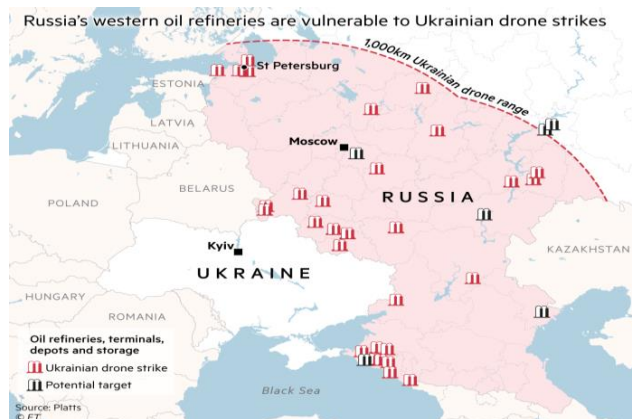 Russia's western oil refineries are vulnerable to Ukrainian drone strikes
1,000km Ukrainian drone range
St Petersburg
ESTONIA
LATVIA
LITHUANIA
Moscow
RUSSIA
BELARUS
POLAND
Kyiv
UKRAINE
KAZAKHSTAN
HUNGARY
ROMANIA
Oil refineries, terminals,
depots and storage
Ukrainian drone strike
Potential target
Black Sea
Source: Platts
© FT